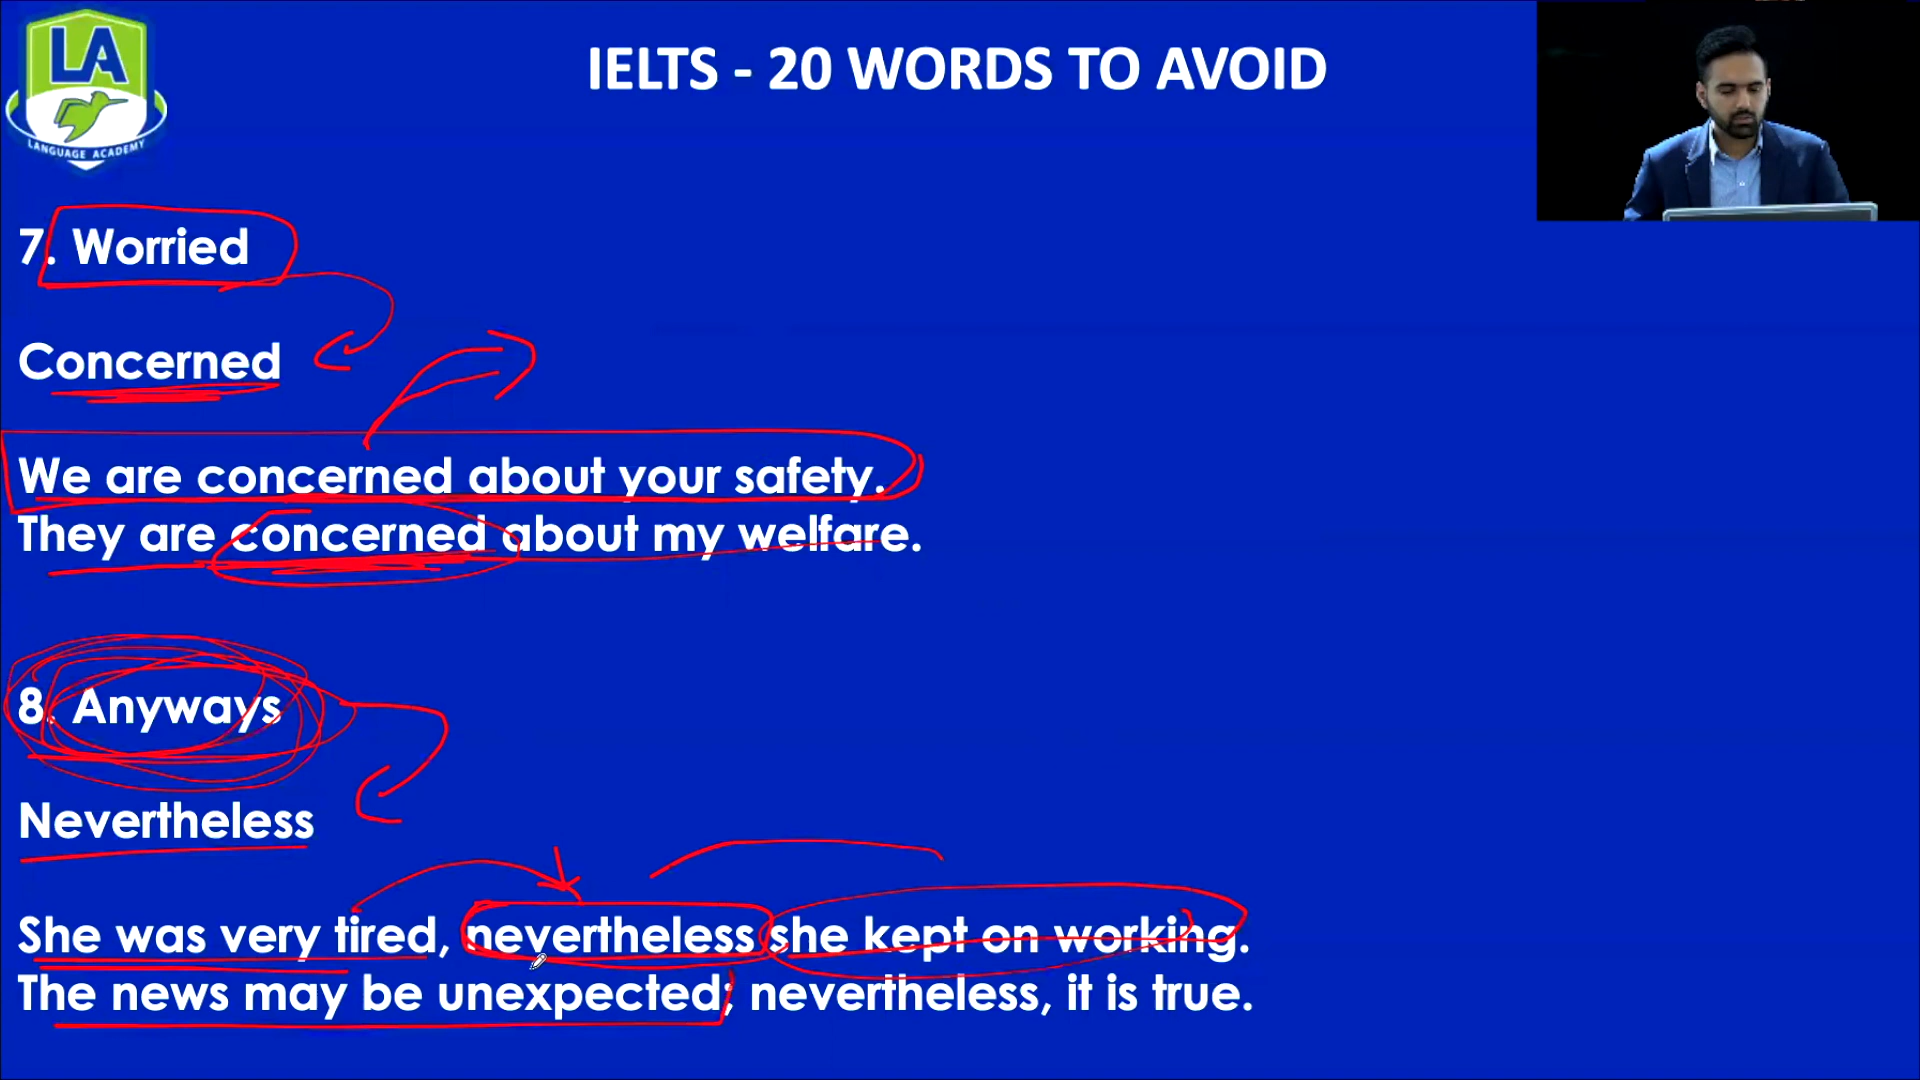 LA
LANGUAGE ACADEMY
IELTS - 20 WORDS TO AVOID
7. Worried
Concerned
We are concerned about your safety.
They are concerned about my welfare.
8. Anyways
Nevertheless
She was very tired, nevertheless she kept on working.
The news may be unexpected; nevertheless, it is true.